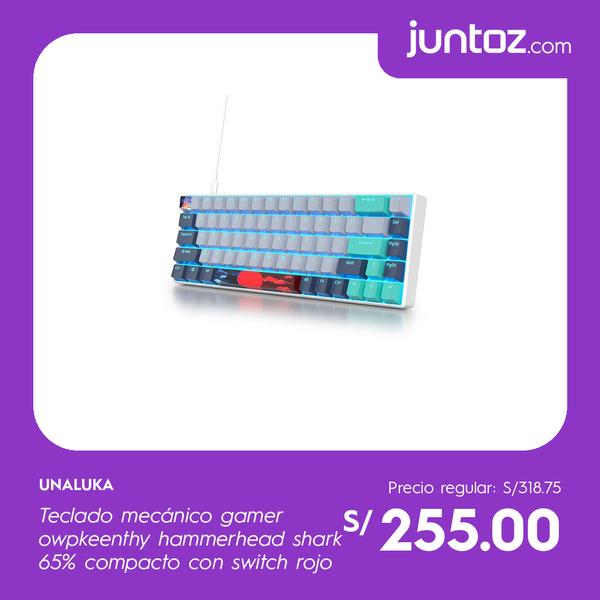 juntoz.com
UNALUKA
Teclado mecánico gamer
owpkeenthy hammerhead shark
65% compacto con switch rojo
Precio regular: S/318.75
S/ 255.00